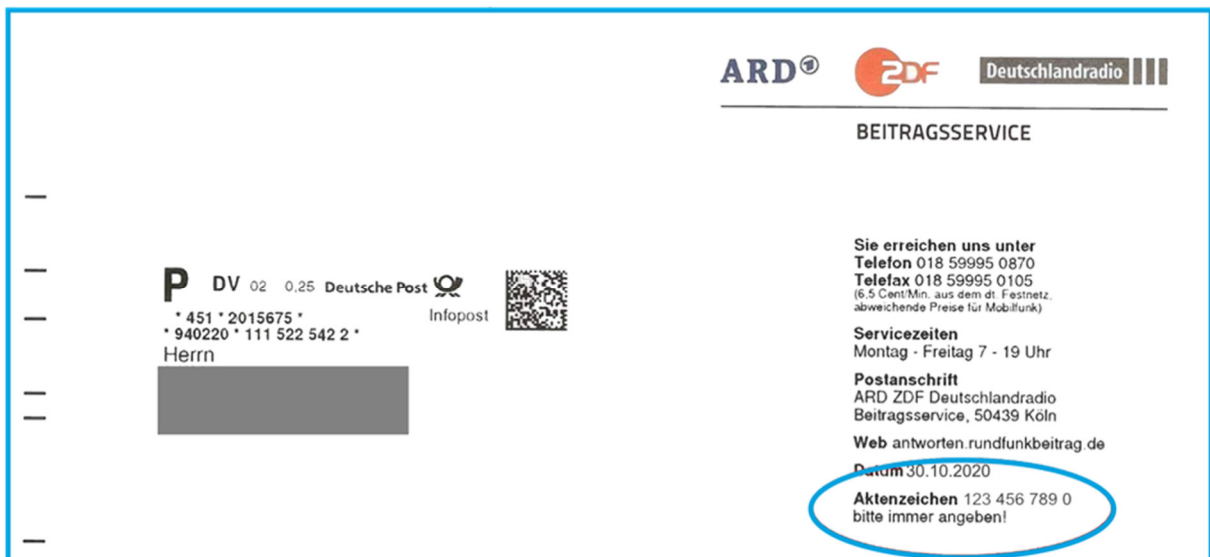 ARD ZDF Deutschlandradio
BEITRAGSSERVICE
P DV 02 0,25 Deutsche Post
Infopost
* 451 * 2015675 *
* 940220 * 111 522 542 2 *
Herrn
Sie erreichen uns unter
Telefon 018 59995 0870
Telefax 018 59995 0105
(6,5 Cent/Min. aus dem dt. Festnetz,
abweichende Preise für Mobilfunk)
Servicezeiten
Montag - Freitag 7 - 19 Uhr
Postanschrift
ARD ZDF Deutschlandradio
Beitragsservice, 50439 Köln
Web antworten.rundfunkbeitrag.de
Datum 30.10.2020
Aktenzeichen 123 456 789 0
bitte immer angeben!